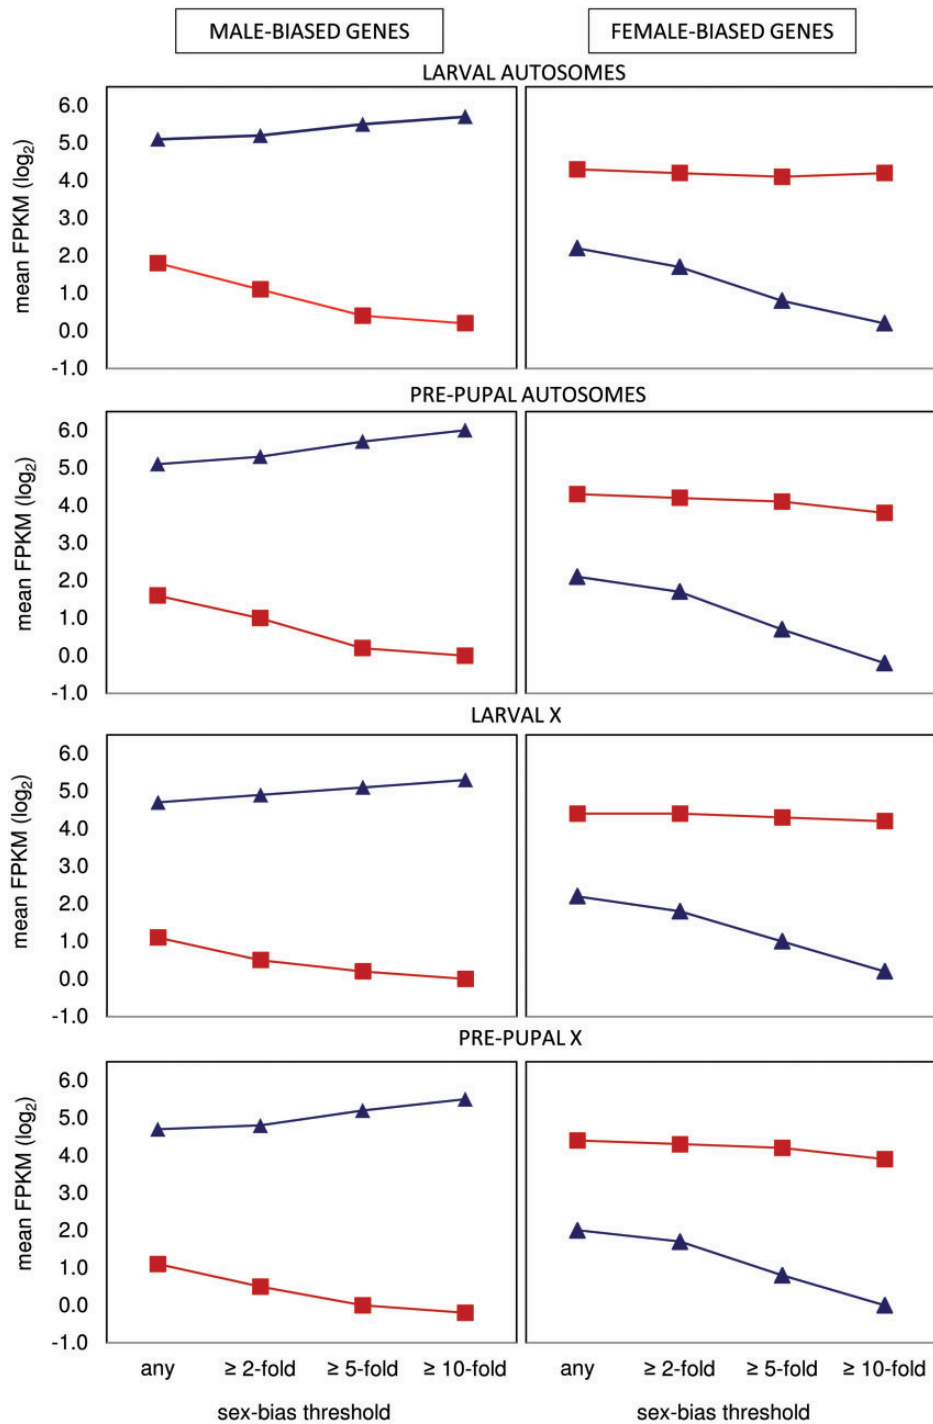 MALE-BIASED GENES
FEMALE-BIASED GENES
LARVAL AUTOSOMES
mean FPKM (log2)
6.0
5.0
4.0
3.0
2.0
1.0
0.0
-1.0
PRE-PUPAL AUTOSOMES
mean FPKM (log2)
6.0
5.0
4.0
3.0
2.0
1.0
0.0
-1.0
LARVAL X
mean FPKM (log2)
6.0
5.0
4.0
3.0
2.0
1.0
0.0
-1.0
PRE-PUPAL X
mean FPKM (log2)
6.0
5.0
4.0
3.0
2.0
1.0
0.0
-1.0
any ≥ 2-fold ≥ 5-fold ≥ 10-fold
any ≥ 2-fold ≥ 5-fold ≥ 10-fold
sex-bias threshold
sex-bias threshold